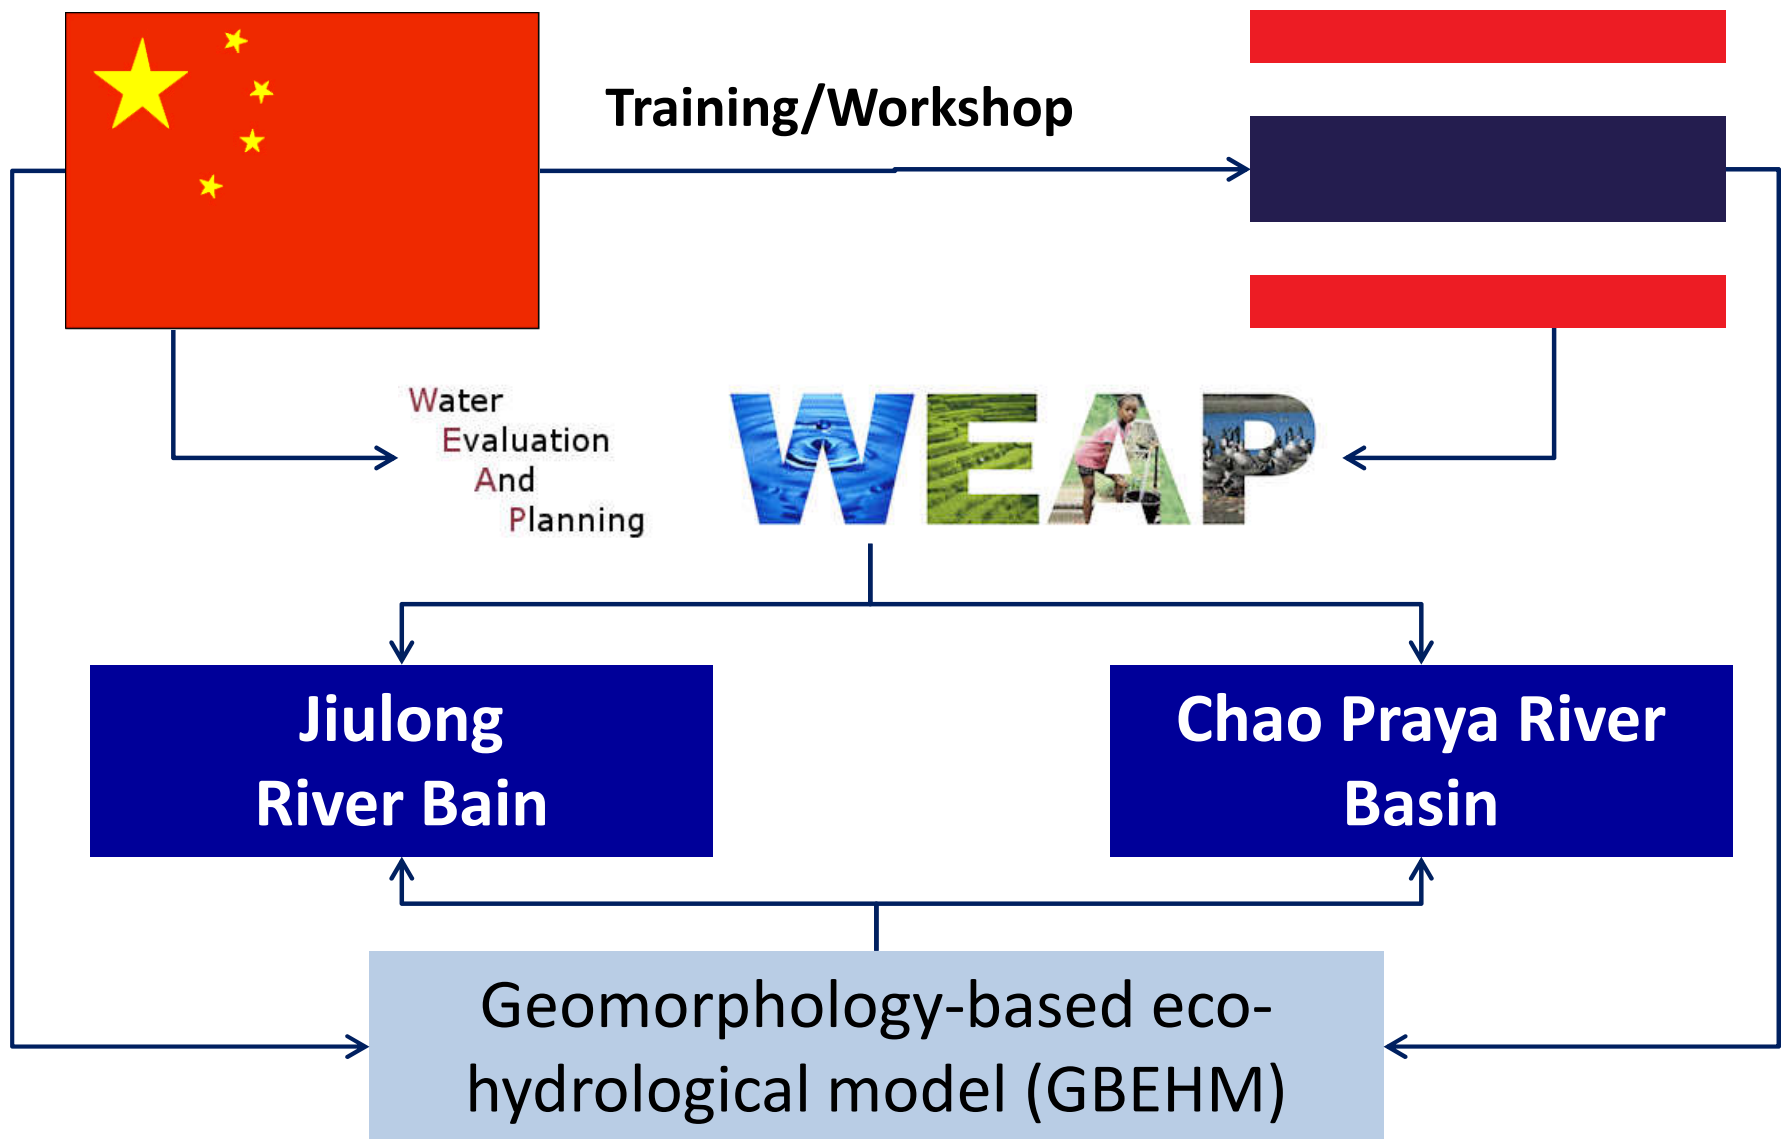 Training/Workshop
Water
Evaluation
And
Planning
WEAP
Jiulong
River Bain
Chao Praya River
Basin
Geomorphology-based eco-
hydrological model (GBEHM)